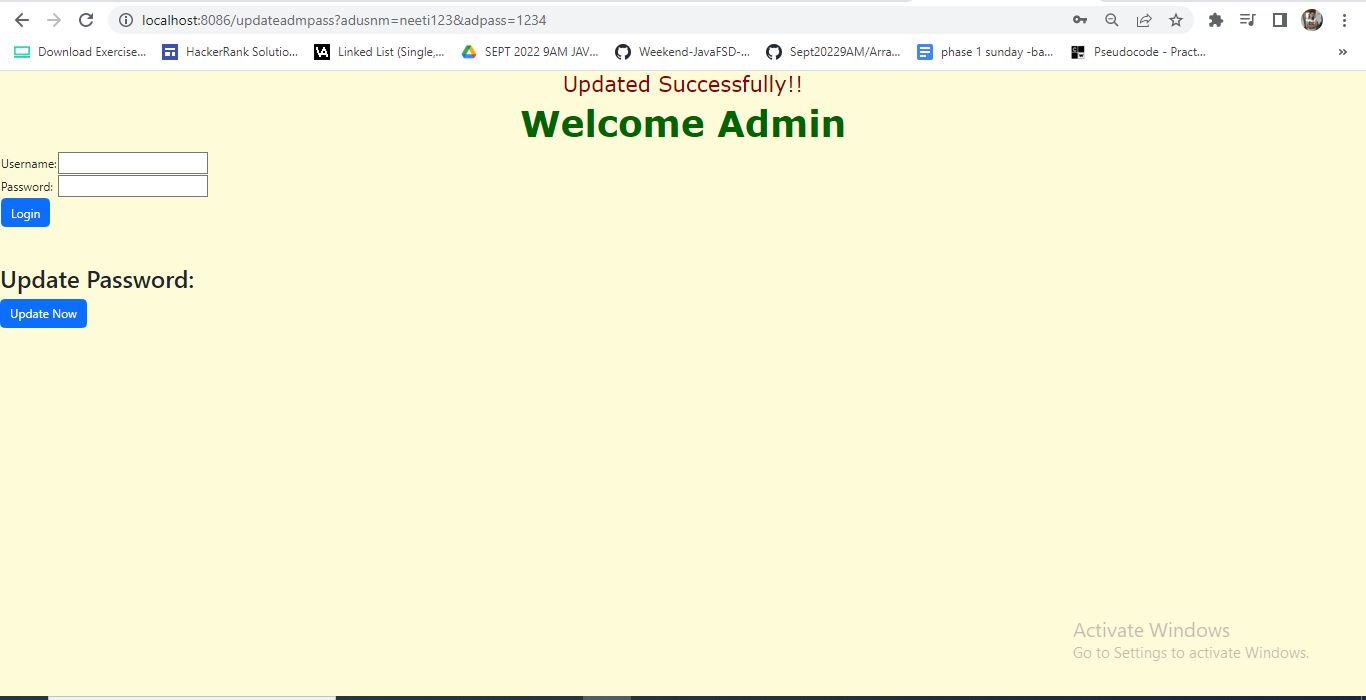 localhost:8086/updateadmpass?adusnm=neeti123&adpass=1234
Download Exercise... HackerRank Solutio... Linked List (Single,... SEPT 2022 9AM JAV... Weekend-JavaFSD-... Sept20229AM/Arra... phase 1 sunday -ba... Pseudocode - Pract... »
Updated Successfully!!
Welcome Admin
Username:
Password:
Login
Update Password:
Update Now
Activate Windows
Go to Settings to activate Windows.